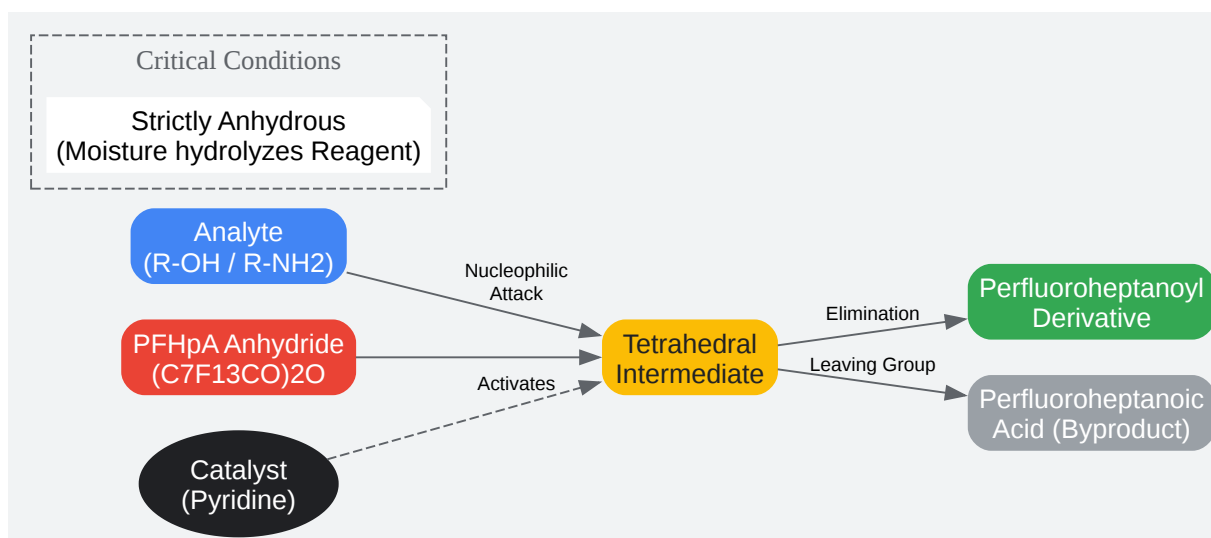 Critical Conditions
Strictly Anhydrous
(Moisture hydrolyzes Reagent)
Analyte
(R-OH / R-NH2)
Nucleophilic
Attack
PFHpA Anhydride
(C7F13CO)2O
Activates
Catalyst
(Pyridine)
Tetrahedral
Intermediate
Elimination
Leaving Group
Perfluoroheptanoyl
Derivative
Perfluoroheptanoic
Acid (Byproduct)